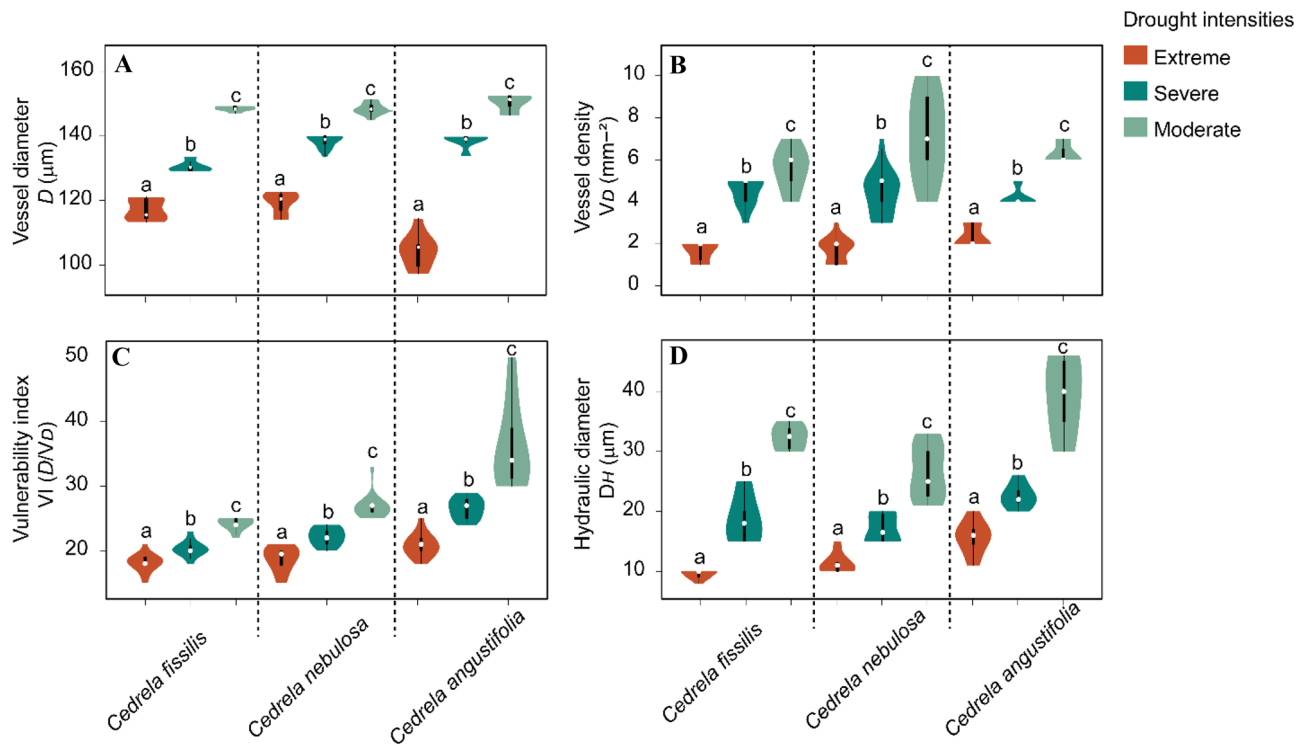 Drought intensities
Extreme
Severe
Moderate
A
Vessel diameter
D (μm)
160
140
120
100
a
b
c
a
b
c
a
b
c
B
Vessel density
VD (mm−²)
10
8
6
4
2
0
a
b
c
a
b
c
a
b
c
C
Vulnerability index
VI (D/VD)
50
40
30
20
a
b
c
a
b
c
a
b
c
Cedrela fissilis
Cedrela nebulosa
Cedrela angustifolia
D
Hydraulic diameter
DH (μm)
40
30
20
10
a
b
c
a
b
c
a
b
c
Cedrela fissilis
Cedrela nebulosa
Cedrela angustifolia